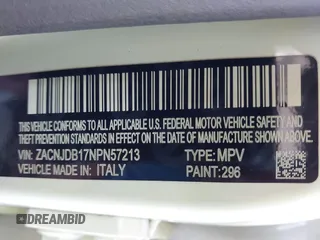 THIS VEHICLE CONFORMS TO ALL APPLICABLE U.S. FEDERAL MOTOR VEHICLE SAFETY AND
THEFT PREVENTION STANDARDS IN EFFECT ON THE DATE OF MANUFACTURE SHOWN ABOVE.
VIN: ZACNJDB17NPN57213 TYPE: MPV
VEHICLE MADE IN: ITALY PAINT: 296
DREAMBID